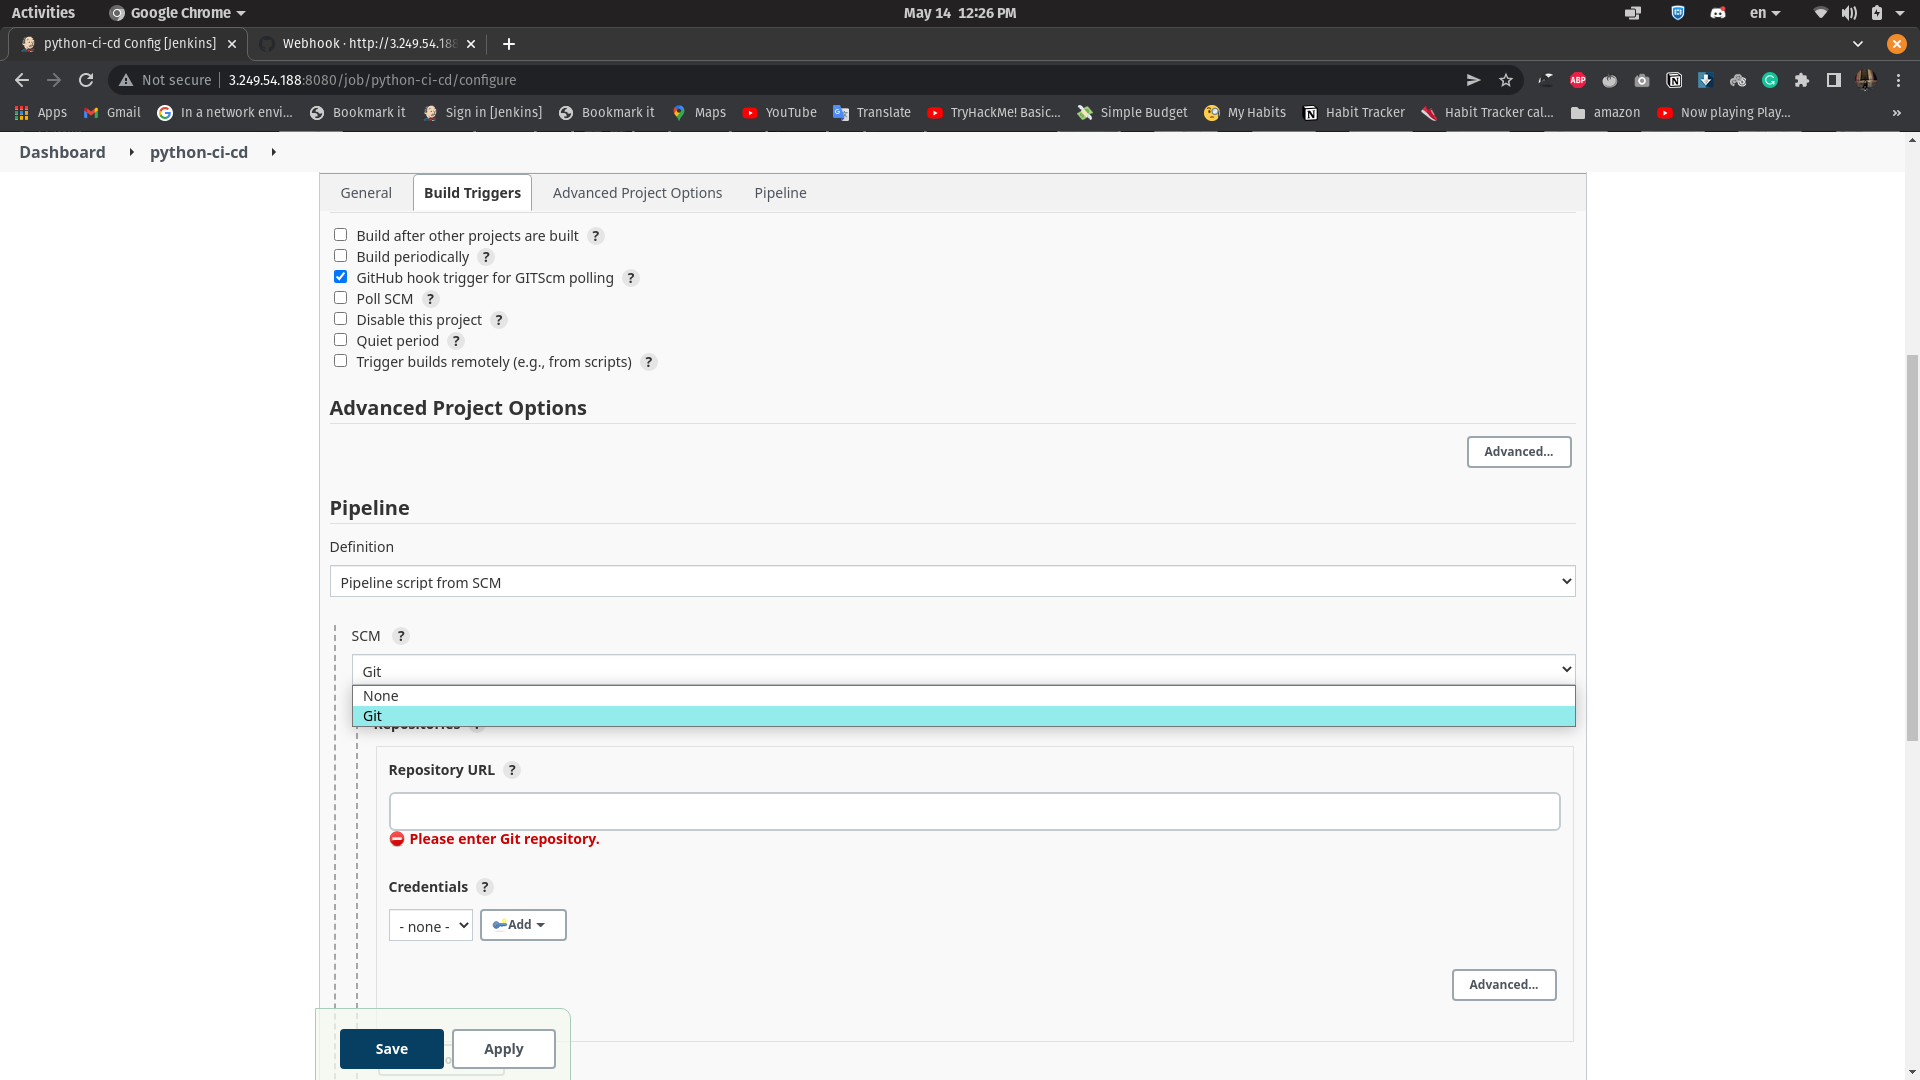 Activities Google Chrome May 14 12:26 PM en
python-ci-cd Config [Jenkins] Webhook · http://3.249.54.188
Not secure 3.249.54.188:8080/job/python-ci-cd/configure
Apps Gmail In a network envi... Bookmark it Sign in [Jenkins] Bookmark it Maps YouTube Translate TryHackMe! Basic... Simple Budget My Habits Habit Tracker Habit Tracker cal... amazon Now playing Play... »
Dashboard python-ci-cd
General Build Triggers Advanced Project Options Pipeline
Build after other projects are built ?
Build periodically ?
GitHub hook trigger for GITScm polling ?
Poll SCM ?
Disable this project ?
Quiet period ?
Trigger builds remotely (e.g., from scripts) ?
Advanced Project Options
Advanced...
Pipeline
Definition
Pipeline script from SCM
SCM ?
Git
None
Git
Repositories ?
Repository URL ?
Please enter Git repository.
Credentials ?
- none - Add
Advanced...
Save Apply